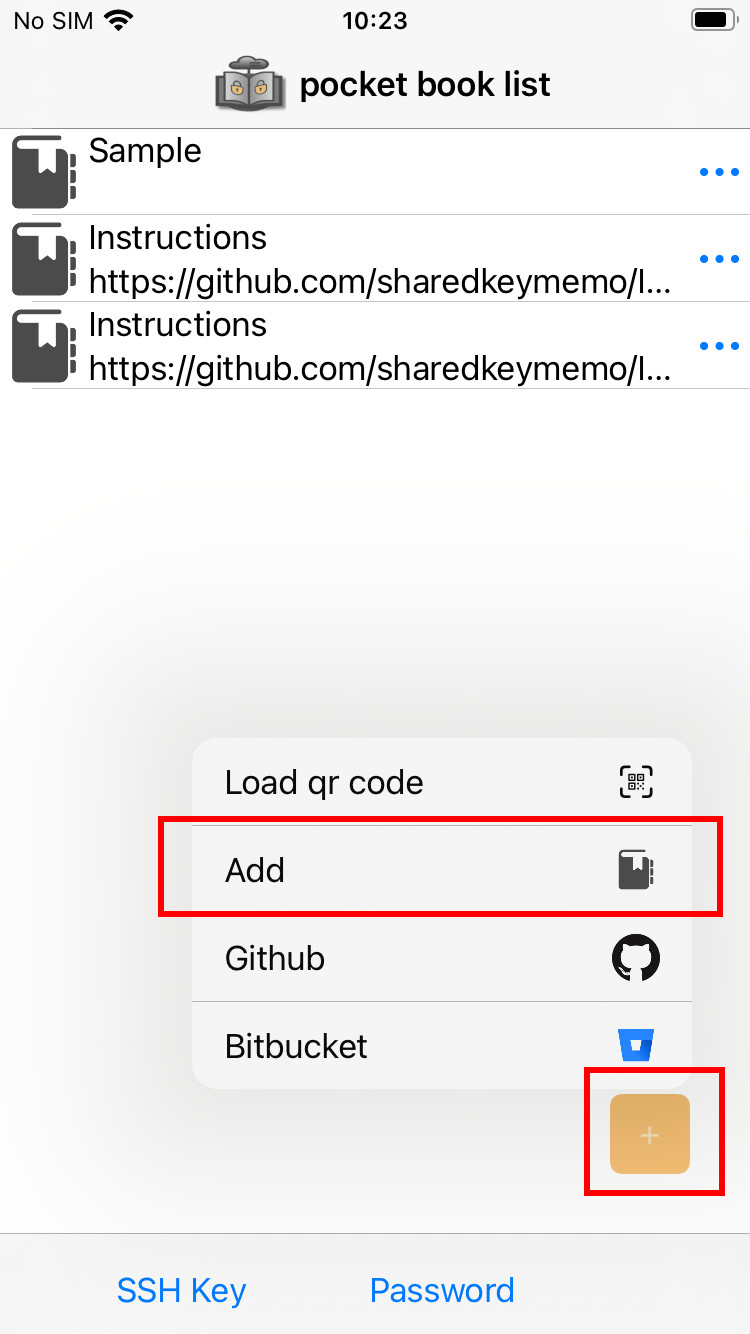 No SIM 10:23
pocket book list
Sample
Instructions
https://github.com/sharedkeymemo/I...
Instructions
https://github.com/sharedkeymemo/I...
Load qr code
Add
Github
Bitbucket
+
SSH Key Password